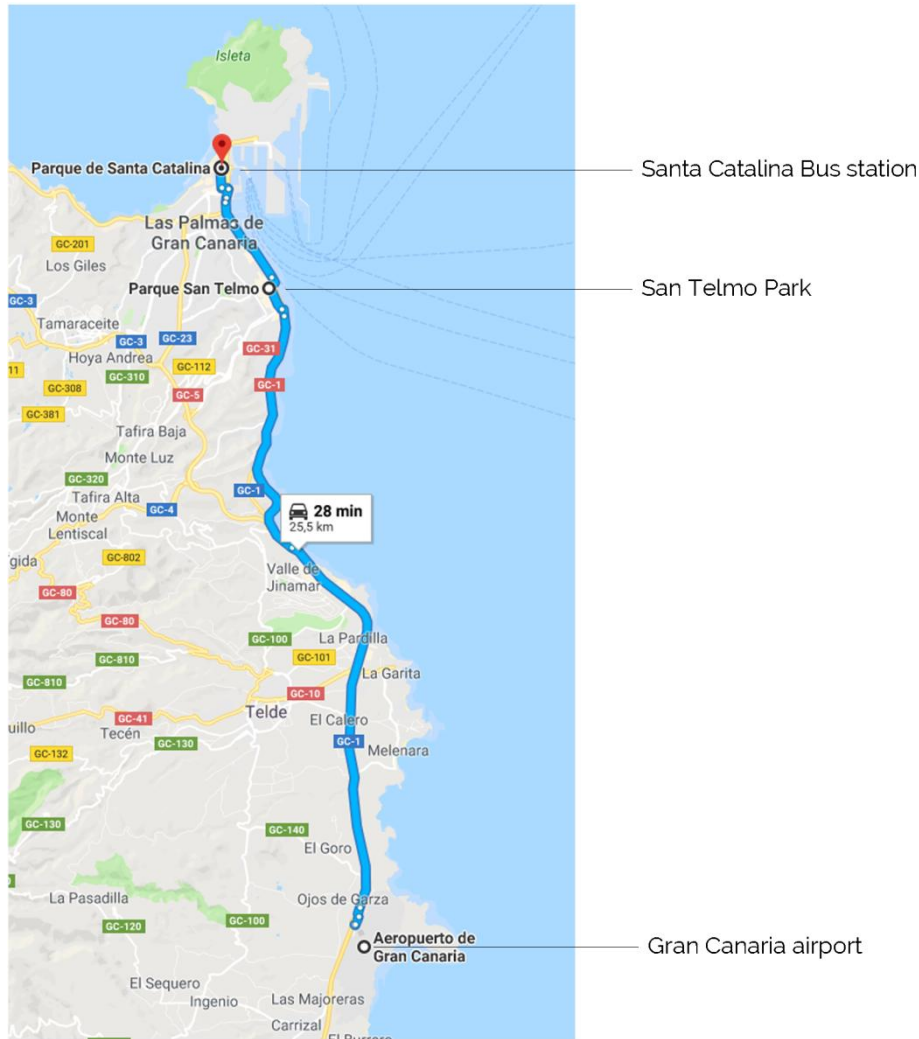 Isleta
Parque de Santa Catalina
Santa Catalina Bus station
Las Palmas de
Gran Canaria
GC-201
Los Giles
Parque San Telmo
San Telmo Park
GC-3
Tamaraceite
GC-3
GC-23
GC-31
Hoya Andrea
GC-112
11
GC-310
GC-1
GC-308
GC-5
GC-381
Tafira Baja
Monte Luz
GC-320
GC-1
Tafira Alta
GC-4
28 min
25,5 km
Monte
Lentiscal
GC-802
gida
Valle de
Jinamar
GC-80
GC-80
GC-100
La Pardilla
GC-810
GC-101
La Garita
GC-810
GC-10
Telde
El Calero
uillo
GC-41
Tecén
GC-130
GC-1
Melenara
GC-132
GC-130
GC-140
El Goro
La Pasadilla
Ojos de Garza
GC-120
GC-100
Aeropuerto de
Gran Canaria
Gran Canaria airport
El Sequero
Ingenio
Las Majoreras
Carrizal